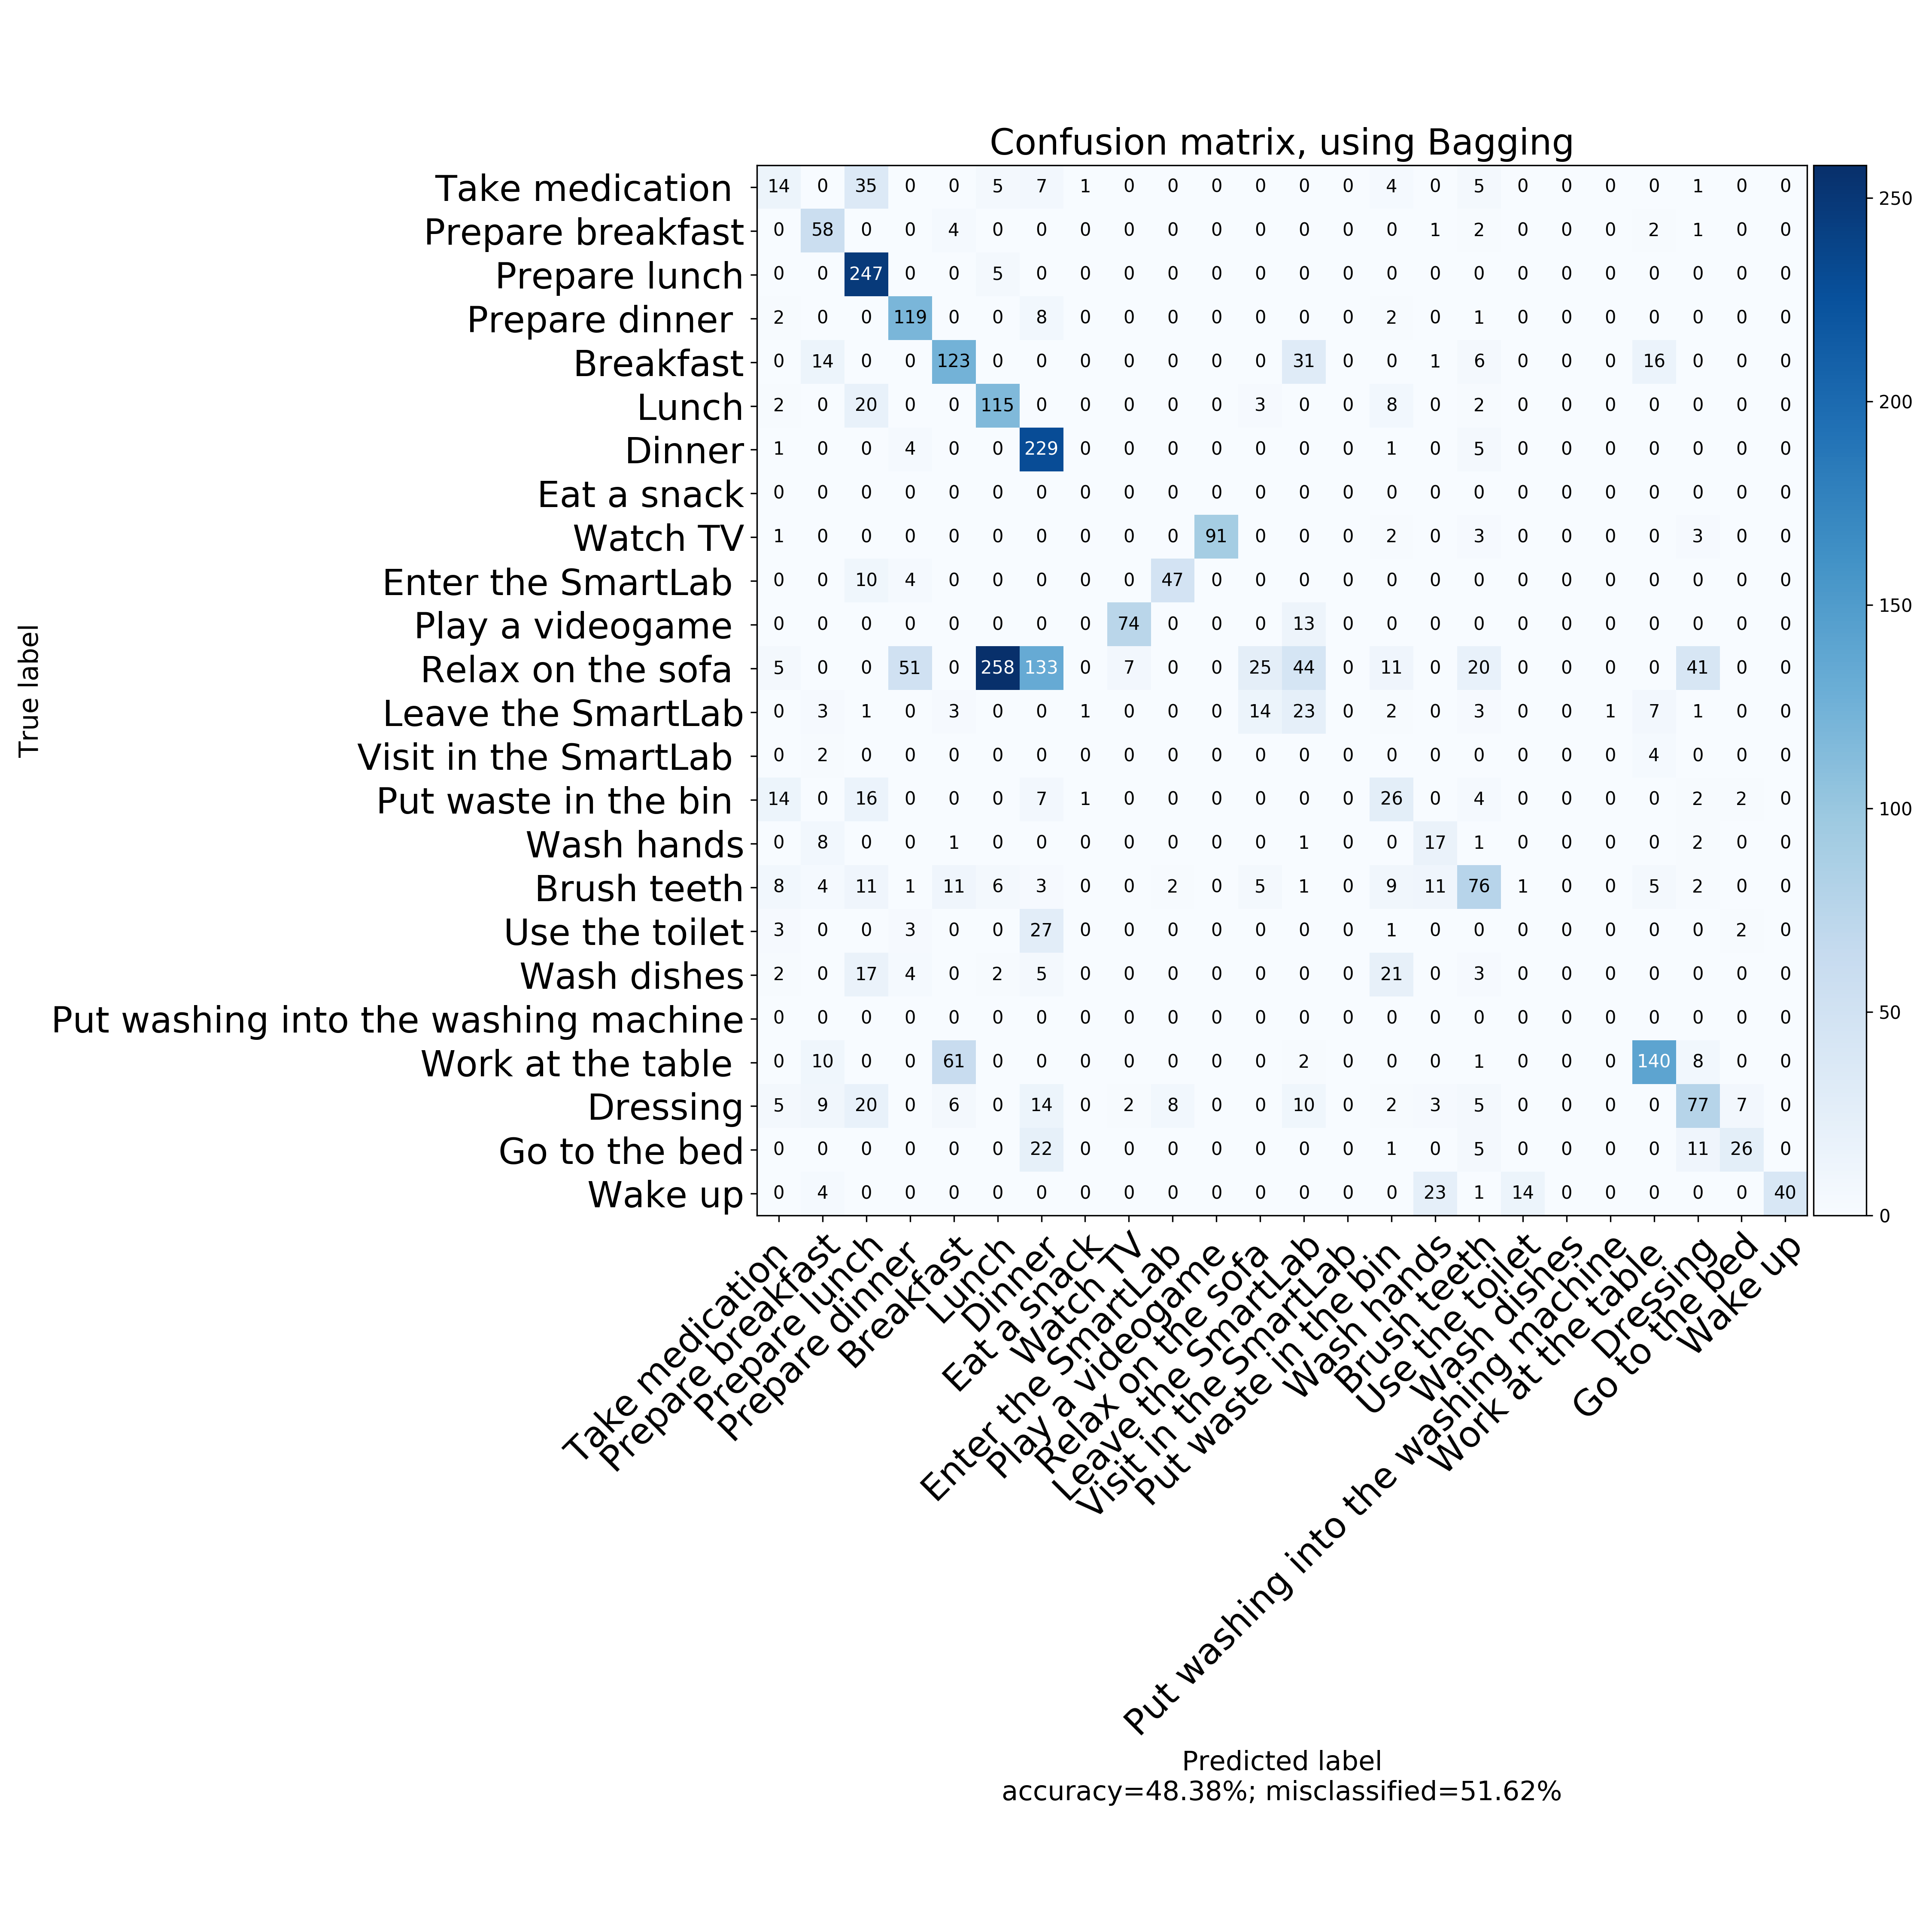 Confusion matrix, using Bagging
True label
Take medication 14 0 35 0 0 5 7 1 0 0 0 0 0 0 4 0 5 0 0 0 0 1 0 0
Prepare breakfast 0 58 0 0 4 0 0 0 0 0 0 0 0 0 0 1 2 0 0 0 2 1 0 0
Prepare lunch 0 0 247 0 0 5 0 0 0 0 0 0 0 0 0 0 0 0 0 0 0 0 0 0
Prepare dinner 2 0 0 119 0 0 8 0 0 0 0 0 0 0 2 0 1 0 0 0 0 0 0 0
Breakfast 0 14 0 0 123 0 0 0 0 0 0 0 31 0 0 1 6 0 0 0 16 0 0 0
Lunch 2 0 20 0 0 115 0 0 0 0 0 3 0 0 8 0 2 0 0 0 0 0 0 0
Dinner 1 0 0 4 0 0 229 0 0 0 0 0 0 0 1 0 5 0 0 0 0 0 0 0
Eat a snack 0 0 0 0 0 0 0 0 0 0 0 0 0 0 0 0 0 0 0 0 0 0 0 0
Watch TV 1 0 0 0 0 0 0 0 0 0 91 0 0 0 2 0 3 0 0 0 0 3 0 0
Enter the SmartLab 0 0 10 4 0 0 0 0 0 47 0 0 0 0 0 0 0 0 0 0 0 0 0 0
Play a videogame 0 0 0 0 0 0 0 0 74 0 0 0 13 0 0 0 0 0 0 0 0 0 0 0
Relax on the sofa 5 0 0 51 0 258 133 0 7 0 0 25 44 0 11 0 20 0 0 0 0 41 0 0
Leave the SmartLab 0 3 1 0 3 0 0 1 0 0 0 14 23 0 2 0 3 0 0 1 7 1 0 0
Visit in the SmartLab 0 2 0 0 0 0 0 0 0 0 0 0 0 0 0 0 0 0 0 0 4 0 0 0
Put waste in the bin 14 0 16 0 0 0 7 1 0 0 0 0 0 0 26 0 4 0 0 0 0 2 2 0
Wash hands 0 8 0 0 1 0 0 0 0 0 0 0 1 0 0 17 1 0 0 0 0 2 0 0
Brush teeth 8 4 11 1 11 6 3 0 0 2 0 5 1 0 9 11 76 1 0 0 5 2 0 0
Use the toilet 3 0 0 3 0 0 27 0 0 0 0 0 0 0 1 0 0 0 0 0 0 0 2 0
Wash dishes 2 0 17 4 0 2 5 0 0 0 0 0 0 0 21 0 3 0 0 0 0 0 0 0
Put washing into the washing machine 0 0 0 0 0 0 0 0 0 0 0 0 0 0 0 0 0 0 0 0 0 0 0 0
Work at the table 0 10 0 0 61 0 0 0 0 0 0 0 2 0 0 0 1 0 0 0 140 8 0 0
Dressing 5 9 20 0 6 0 14 0 2 8 0 0 10 0 2 3 5 0 0 0 0 77 7 0
Go to the bed 0 0 0 0 0 0 22 0 0 0 0 0 0 0 1 0 5 0 0 0 0 11 26 0
Wake up 0 4 0 0 0 0 0 0 0 0 0 0 0 0 0 23 1 14 0 0 0 0 0 40
250
200
150
100
50
0
Take medication
Prepare breakfast
Prepare lunch
Prepare dinner
Breakfast
Lunch
Dinner
Eat a snack
Watch TV
Enter the SmartLab
Play a videogame
Relax on the sofa
Leave the SmartLab
Visit in the SmartLab
Put waste in the bin
Wash hands
Brush teeth
Use the toilet
Wash dishes
Put washing into the washing machine
Work at the table
Dressing
Go to the bed
Wake up
Predicted label
accuracy=48.38%; misclassified=51.62%